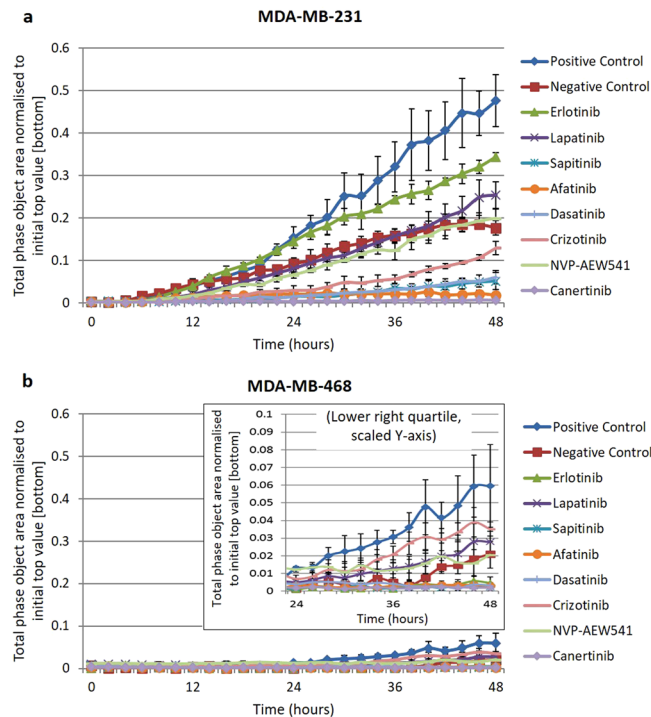 a
MDA-MB-231
Total phase object area normalised to
initial top value [bottom]
0.6
0.5
0.4
0.3
0.2
0.1
0
0 12 24 36 48
Time (hours)
Positive Control
Negative Control
Erlotinib
Lapatinib
Sapitinib
Afatinib
Dasatinib
Crizotinib
NVP-AEW541
Canertinib
b
MDA-MB-468
Total phase object area normalised to
initial top value [bottom]
0.6
0.5
0.4
0.3
0.2
0.1
0
0 12 24 36 48
Time (hours)
(Lower right quartile,
scaled Y-axis)
Total phase object area normalised
to initial top value [bottom]
0.1
0.09
0.08
0.07
0.06
0.05
0.04
0.03
0.02
0.01
0
24 36 48
Time (hours)
Positive Control
Negative Control
Erlotinib
Lapatinib
Sapitinib
Afatinib
Dasatinib
Crizotinib
NVP-AEW541
Canertinib